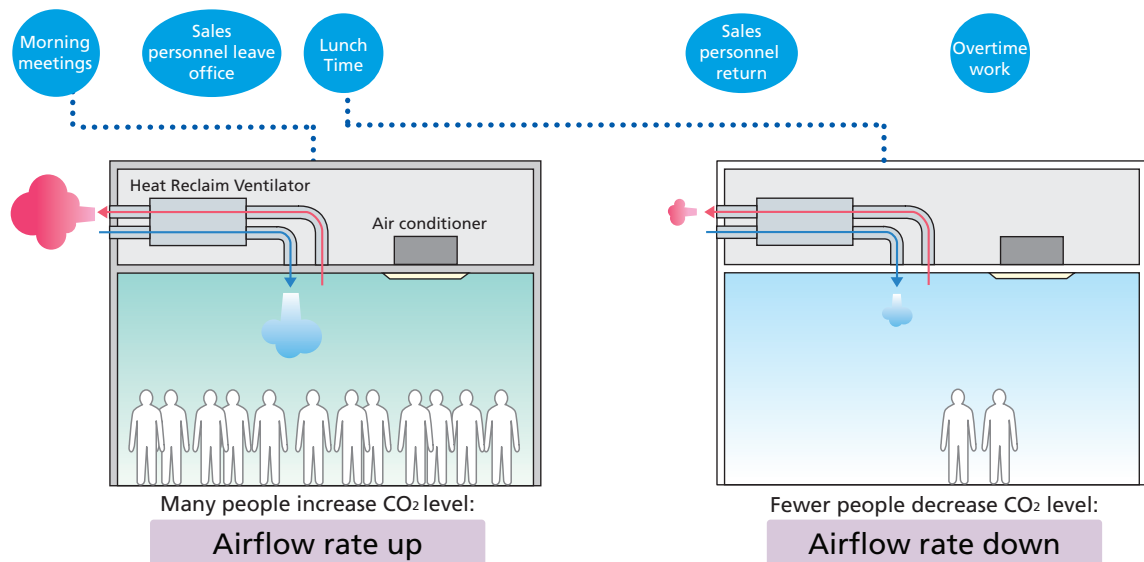 Morning
meetings
Sales
personnel leave
office
Lunch
Time
Sales
personnel
return
Overtime
work
Heat Reclaim Ventilator
Air conditioner
Many people increase CO₂ level:
Airflow rate up
Fewer people decrease CO₂ level:
Airflow rate down